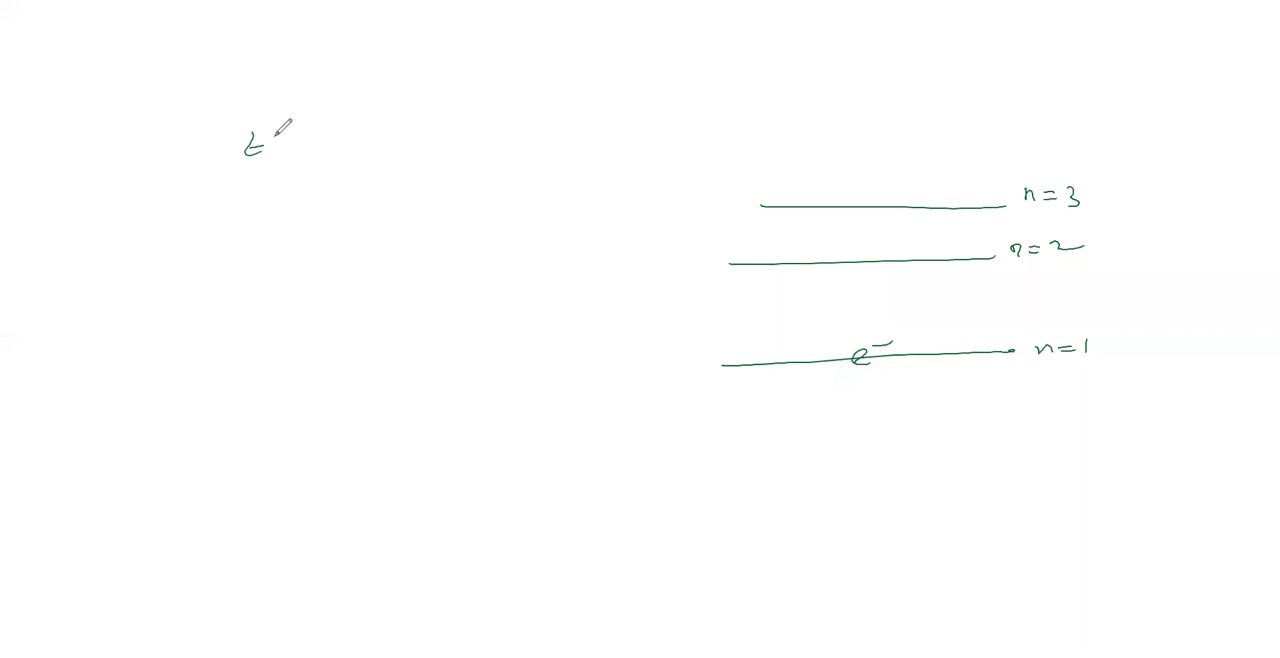 E
n = 3
n = 2
e⁻
n = 1